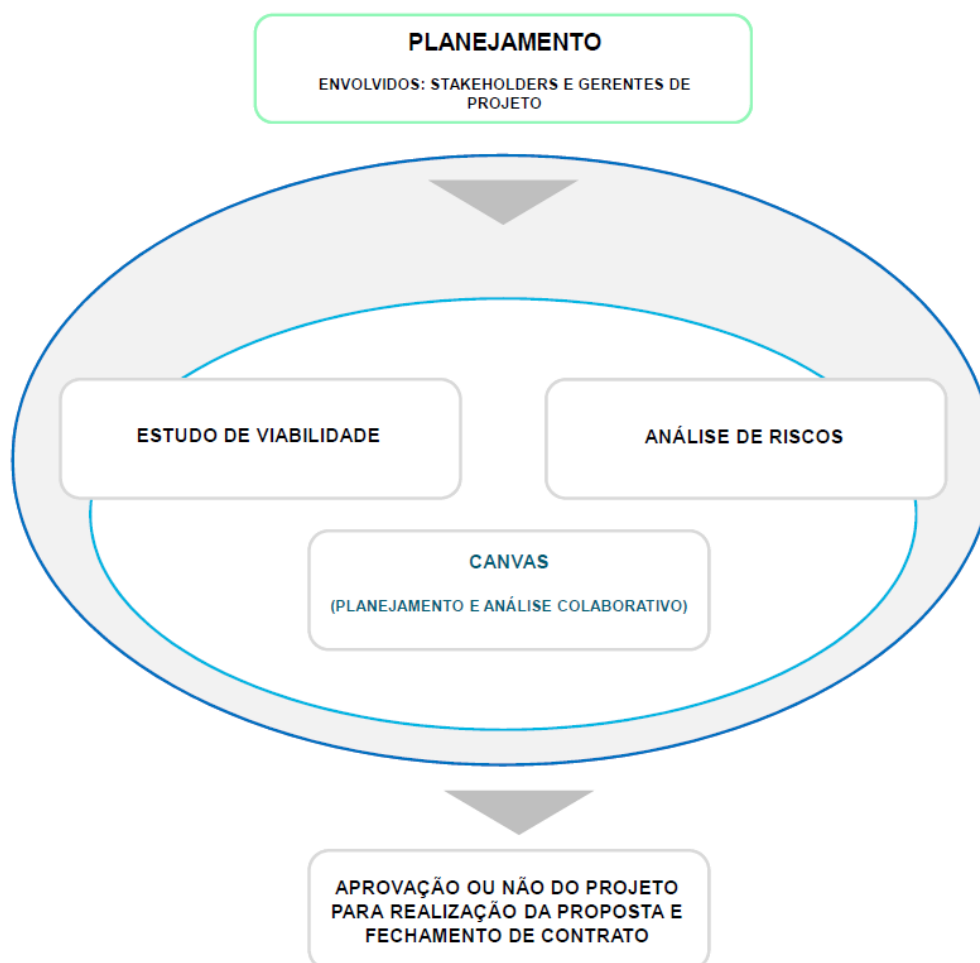 PLANEJAMENTO
ENVOLVIDOS: STAKEHOLDERS E GERENTES DE
PROJETO
ESTUDO DE VIABILIDADE
ANÁLISE DE RISCOS
CANVAS
(PLANEJAMENTO E ANÁLISE COLABORATIVO)
APROVAÇÃO OU NÃO DO PROJETO
PARA REALIZAÇÃO DA PROPOSTA E
FECHAMENTO DE CONTRATO